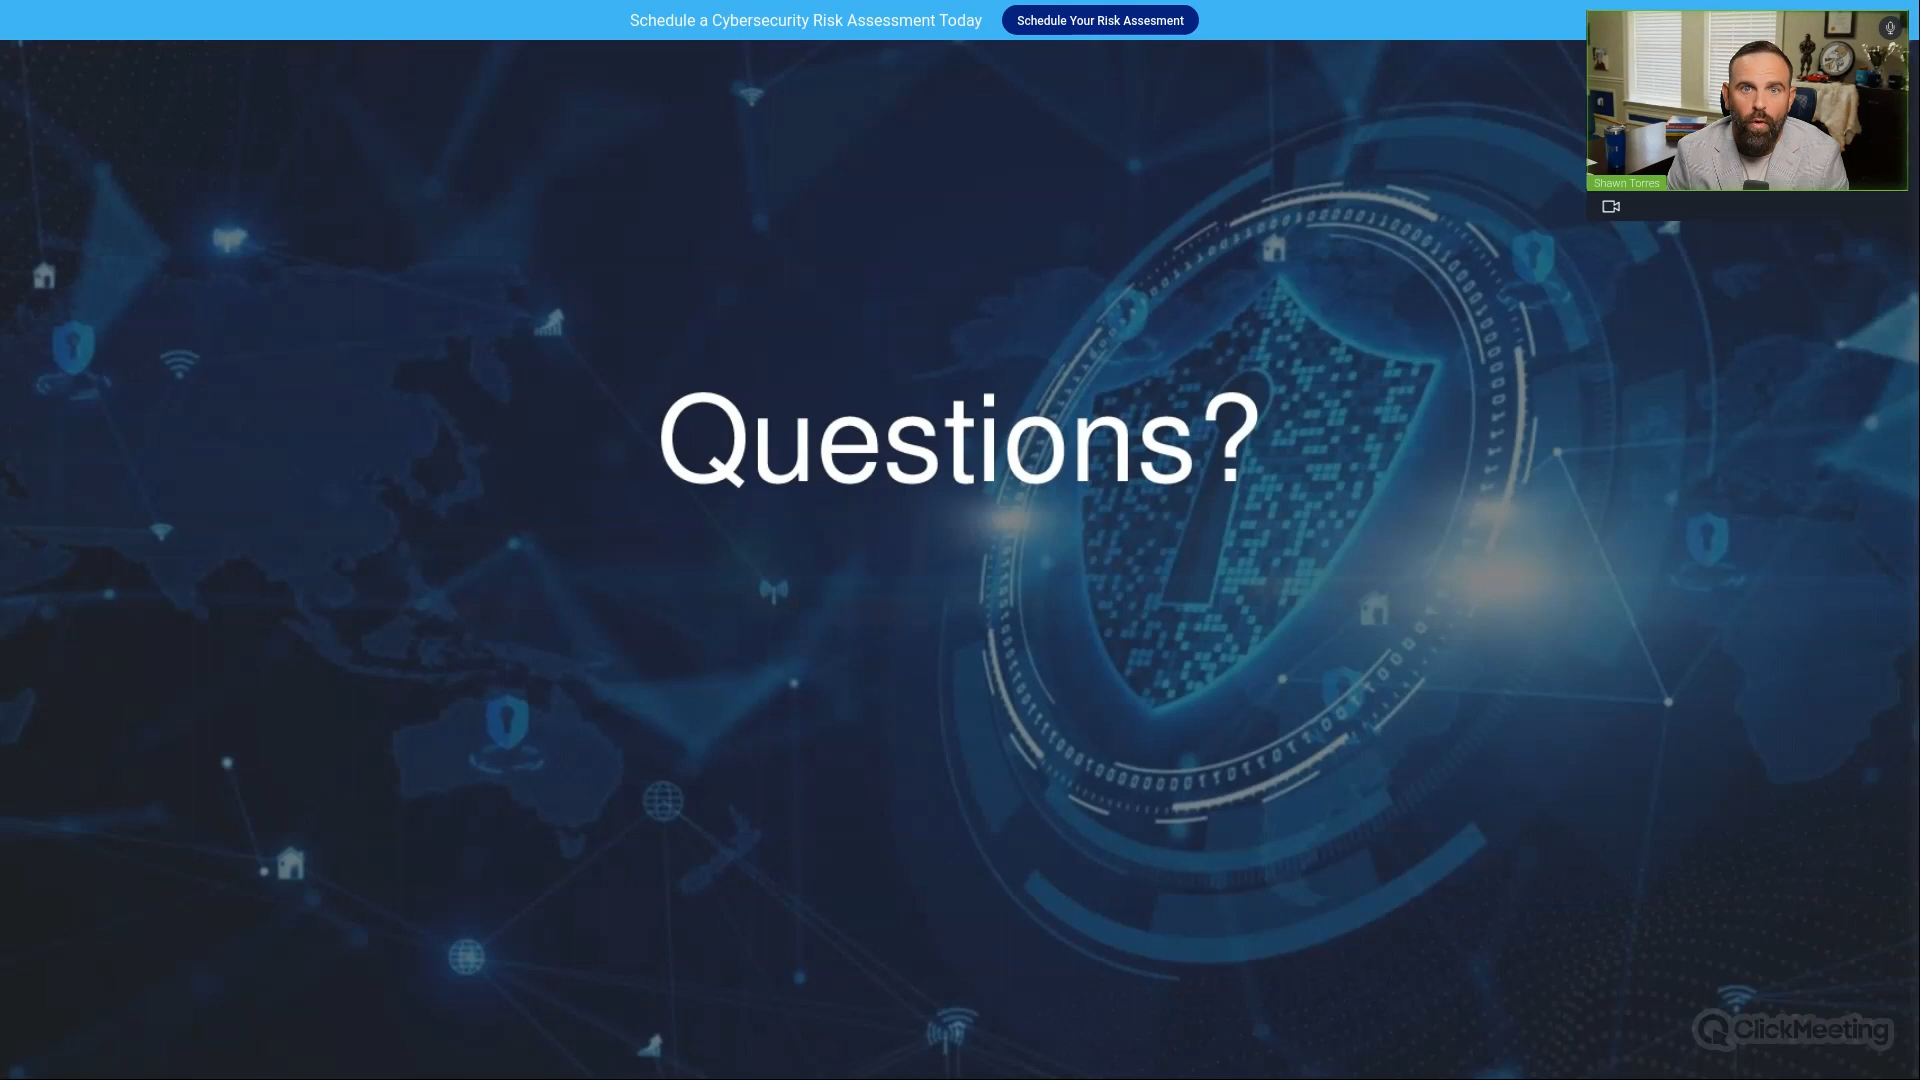 Schedule a Cybersecurity Risk Assessment Today
Schedule Your Risk Assesment
Shawn Torres
Questions?
ClickMeeting